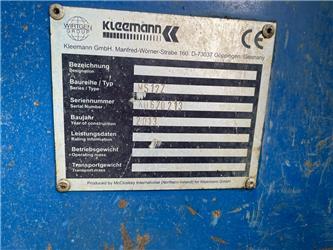 WIRTGEN
GROUP
Kleemann
CE
Kleemann GmbH. Manfred-Wörner-Strabe 160. D-73037 Göppingen, Germany
Bezeichnung
Designation
Baureihe / Typ
Series / Type
MS12Z
Seriennummer
Serial Number
Baujahr
Year of construction
2013
Leistungsdaten
Rating information
Betriebsgewicht
Operating mass
Transportgewicht
Transport mass
Produced by McCloskey International (Northern Ireland) for Kleemann GmbH